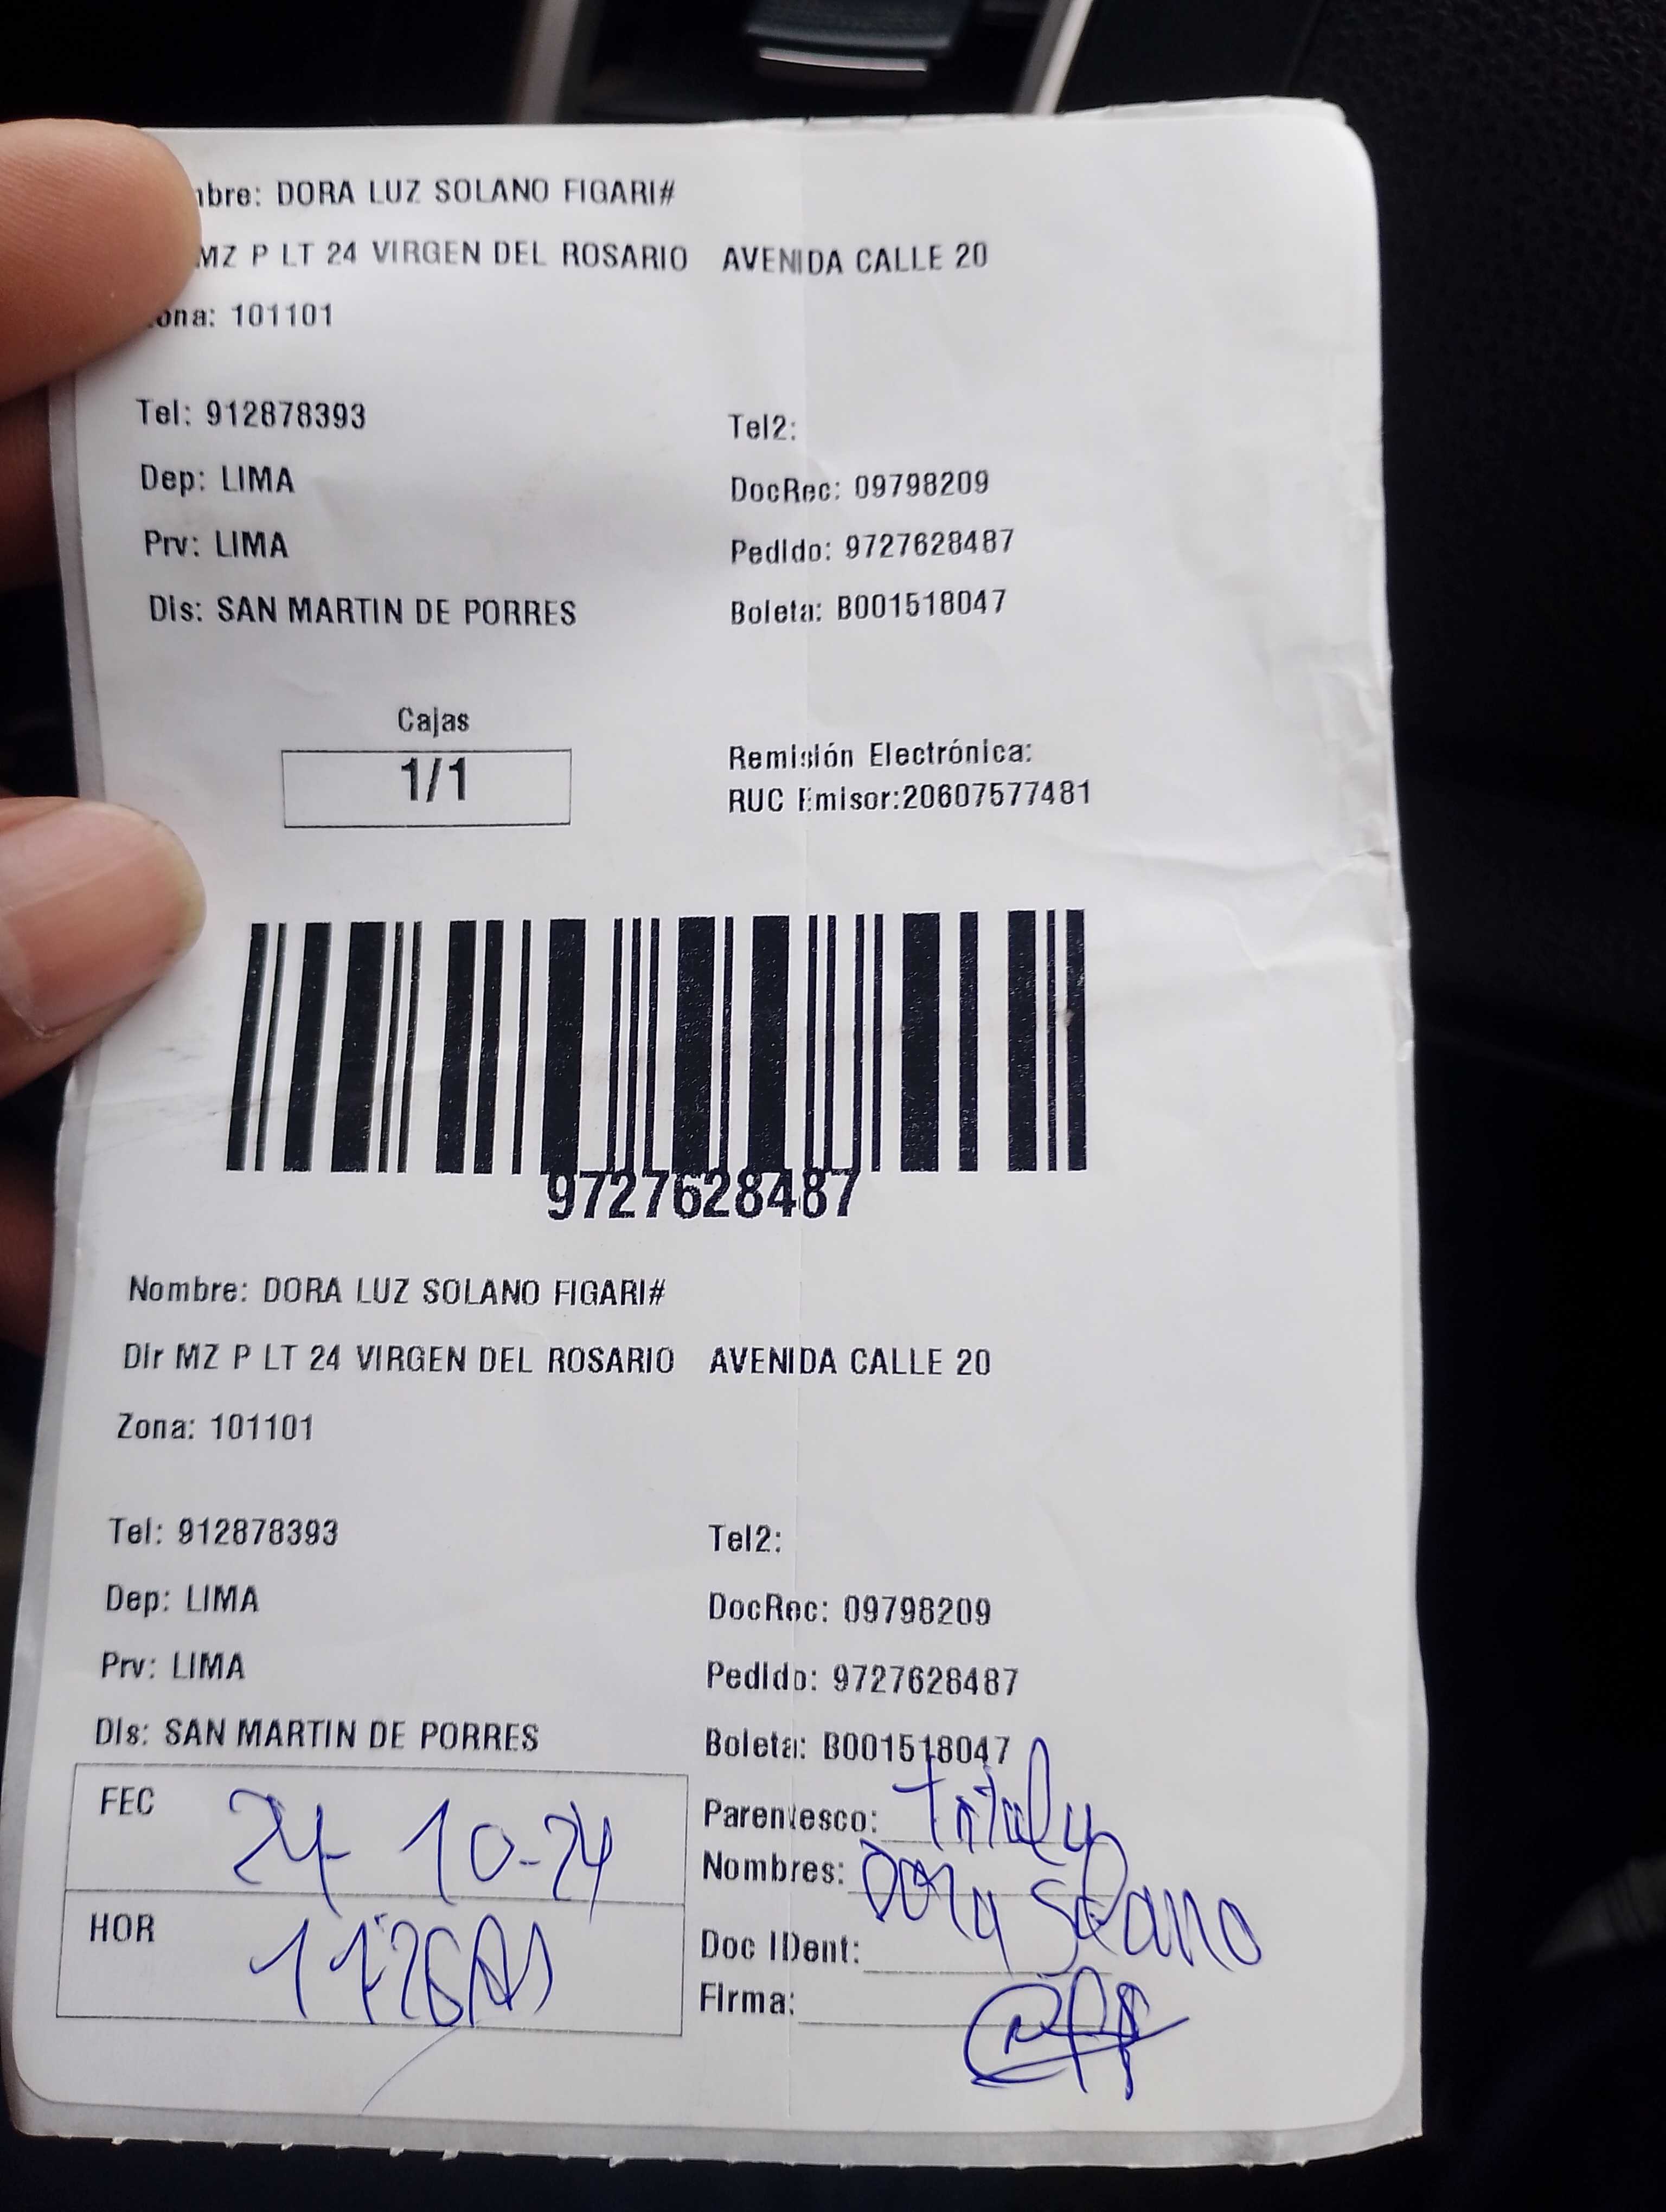 bre: DORA LUZ SOLANO FIGARI#
MZ P LT 24 VIRGEN DEL ROSARIO AVENIDA CALLE 20
ona: 101101
Tel: 912878393 Tel2:
Dep: LIMA DocRec: 09798209
Prv: LIMA Pedido: 9727628487
Dis: SAN MARTIN DE PORRES Boleta: B001518047
Cajas
1/1
Remisión Electrónica:
RUC Emisor:20607577481
9727628487
Nombre: DORA LUZ SOLANO FIGARI#
Dir MZ P LT 24 VIRGEN DEL ROSARIO AVENIDA CALLE 20
Zona: 101101
Tel: 912878393 Tel2:
Dep: LIMA DocRec: 09798209
Prv: LIMA Pedido: 9727628487
Dis: SAN MARTIN DE PORRES Boleta: B001518047
FEC 24-10-24
Parentesco:
Nombres: Dora Solano
HOR
Doc IDent:
Firma: